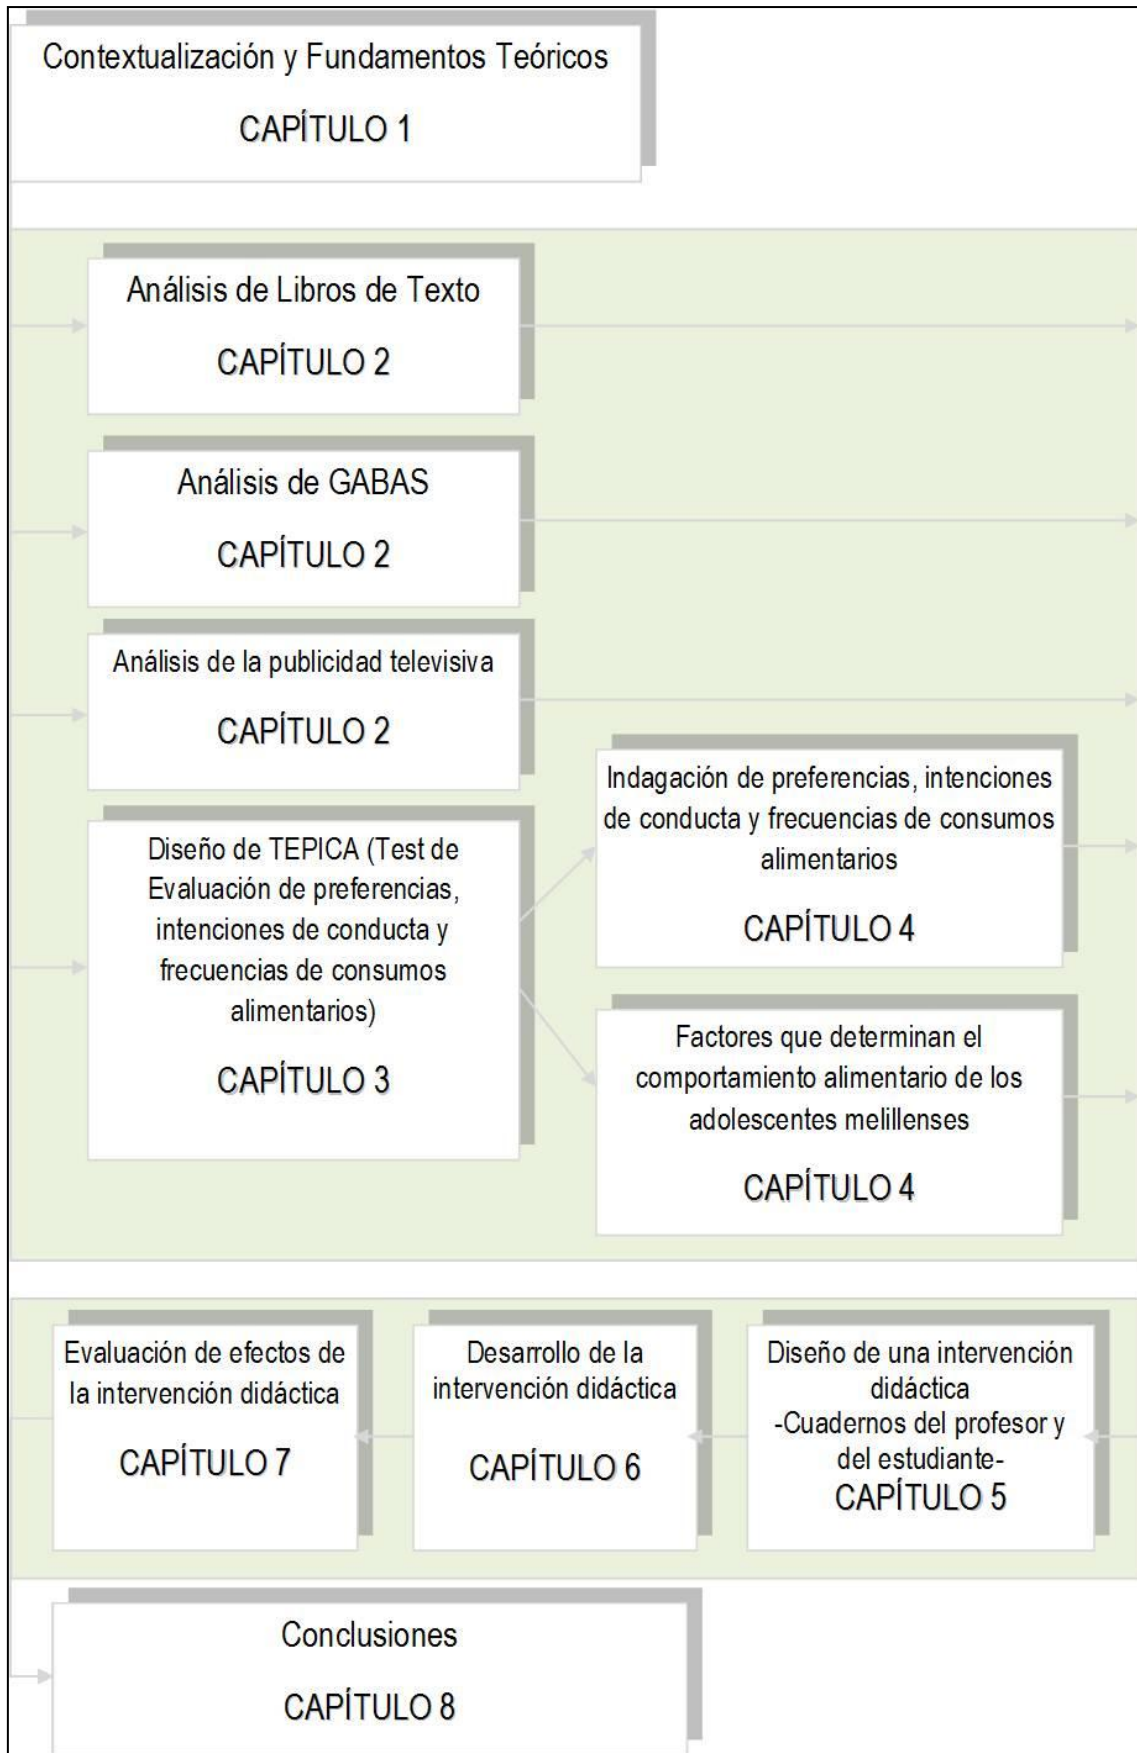 Contextualización y Fundamentos Teóricos
CAPÍTULO 1
Análisis de Libros de Texto
CAPÍTULO 2
Análisis de GABAS
CAPÍTULO 2
Análisis de la publicidad televisiva
CAPÍTULO 2
Diseño de TEPICA (Test de
Evaluación de preferencias,
intenciones de conducta y
frecuencias de consumos
alimentarios)
CAPÍTULO 3
Indagación de preferencias, intenciones
de conducta y frecuencias de consumos
alimentarios
CAPÍTULO 4
Factores que determinan el
comportamiento alimentario de los
adolescentes melillenses
CAPÍTULO 4
Diseño de una intervención
didáctica
-Cuadernos del profesor y
del estudiante-
CAPÍTULO 5
Desarrollo de la
intervención didáctica
CAPÍTULO 6
Evaluación de efectos de
la intervención didáctica
CAPÍTULO 7
Conclusiones
CAPÍTULO 8